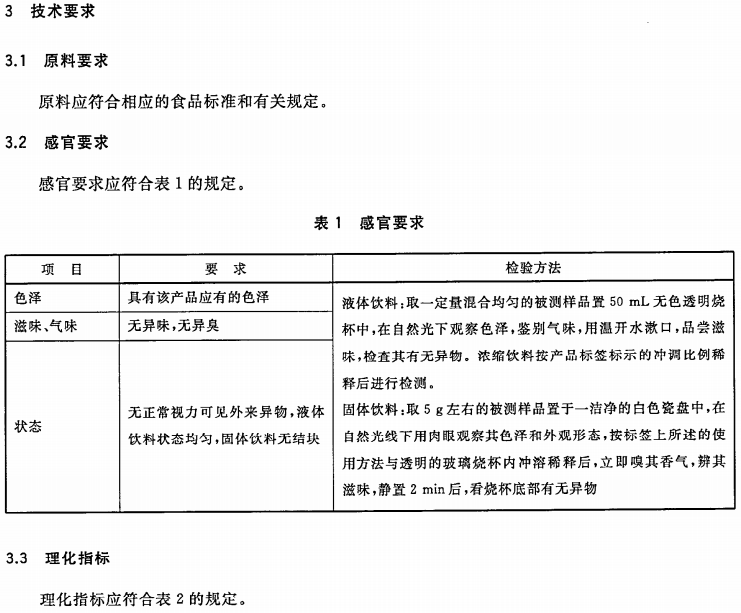 3 技术要求
3.1 原料要求
原料应符合相应的食品标准和有关规定。
3.2 感官要求
感官要求应符合表1的规定。
表1 感官要求
项 目 要 求 检验方法
色泽 具有该产品应有的色泽
滋味、气味 无异味,无异臭
状态
无正常视力可见外来异物,液体
饮料状态均匀,固体饮料无结块
液体饮料:取一定量混合均匀的被测样品置50 mL无色透明烧
杯中,在自然光下观察色泽,鉴别气味,用温开水漱口,品尝滋
味,检查其有无异物。浓缩饮料按产品标签标示的冲调比例稀
释后进行检测。
固体饮料:取5 g左右的被测样品置于一洁净的白色瓷盘中,在
自然光线下用肉眼观察其色泽和外观形态,按标签上所述的使
用方法与透明的玻璃烧杯内冲溶稀释后,立即嗅其香气,辨其
滋味,静置2 min后,看烧杯底部有无异物
3.3 理化指标
理化指标应符合表2的规定。